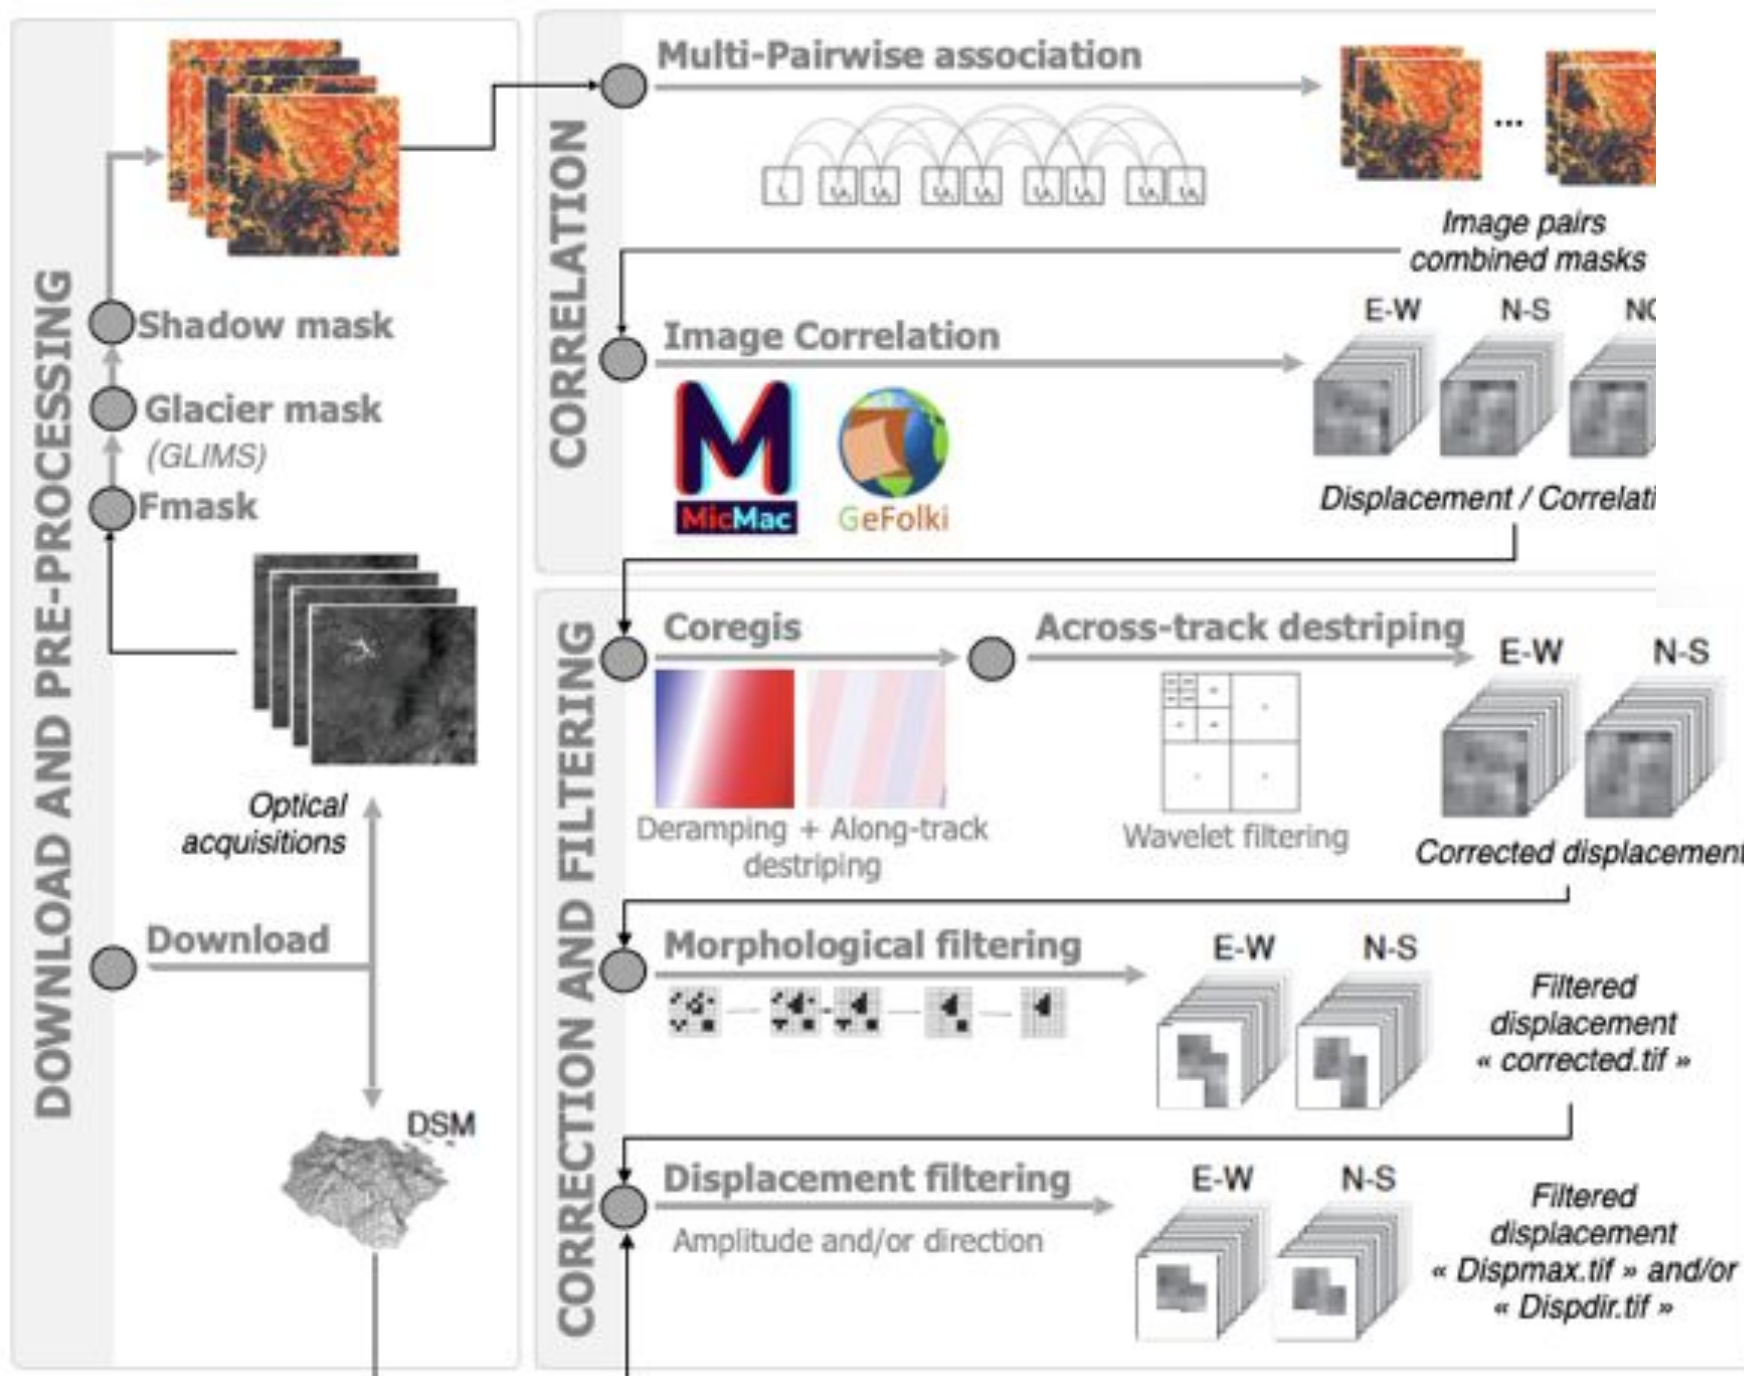 DOWNLOAD AND PRE-PROCESSING
Shadow mask
Glacier mask
(GLIMS)
Fmask
Optical
acquisitions
Download
DSM
CORRELATION
Multi-Pairwise association
...
Image pairs
combined masks
Image Correlation
MicMac
GeFolki
E-W
N-S
Displacement /
CORRECTION AND FILTERING
Coregis
Deramping + Along-track
destriping
Across-track destriping
Wavelet filtering
E-W
N-S
Corrected displacement
Morphological filtering
E-W
N-S
Filtered
displacement
« corrected.tif »
Displacement filtering
Amplitude and/or direction
E-W
N-S
Filtered
displacement
« Dispmax.tif » and/or
« Dispdir.tif »